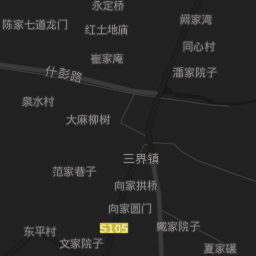 永定桥
陈家七道龙门
阙家湾
红土地庙
同心村
崔家庵
潘家院子
什彭路
泉水村
大麻柳树
三界镇
范家巷子
向家拱桥
向家圆门
S105
戴家院子
东平村
文家院子
夏家碾